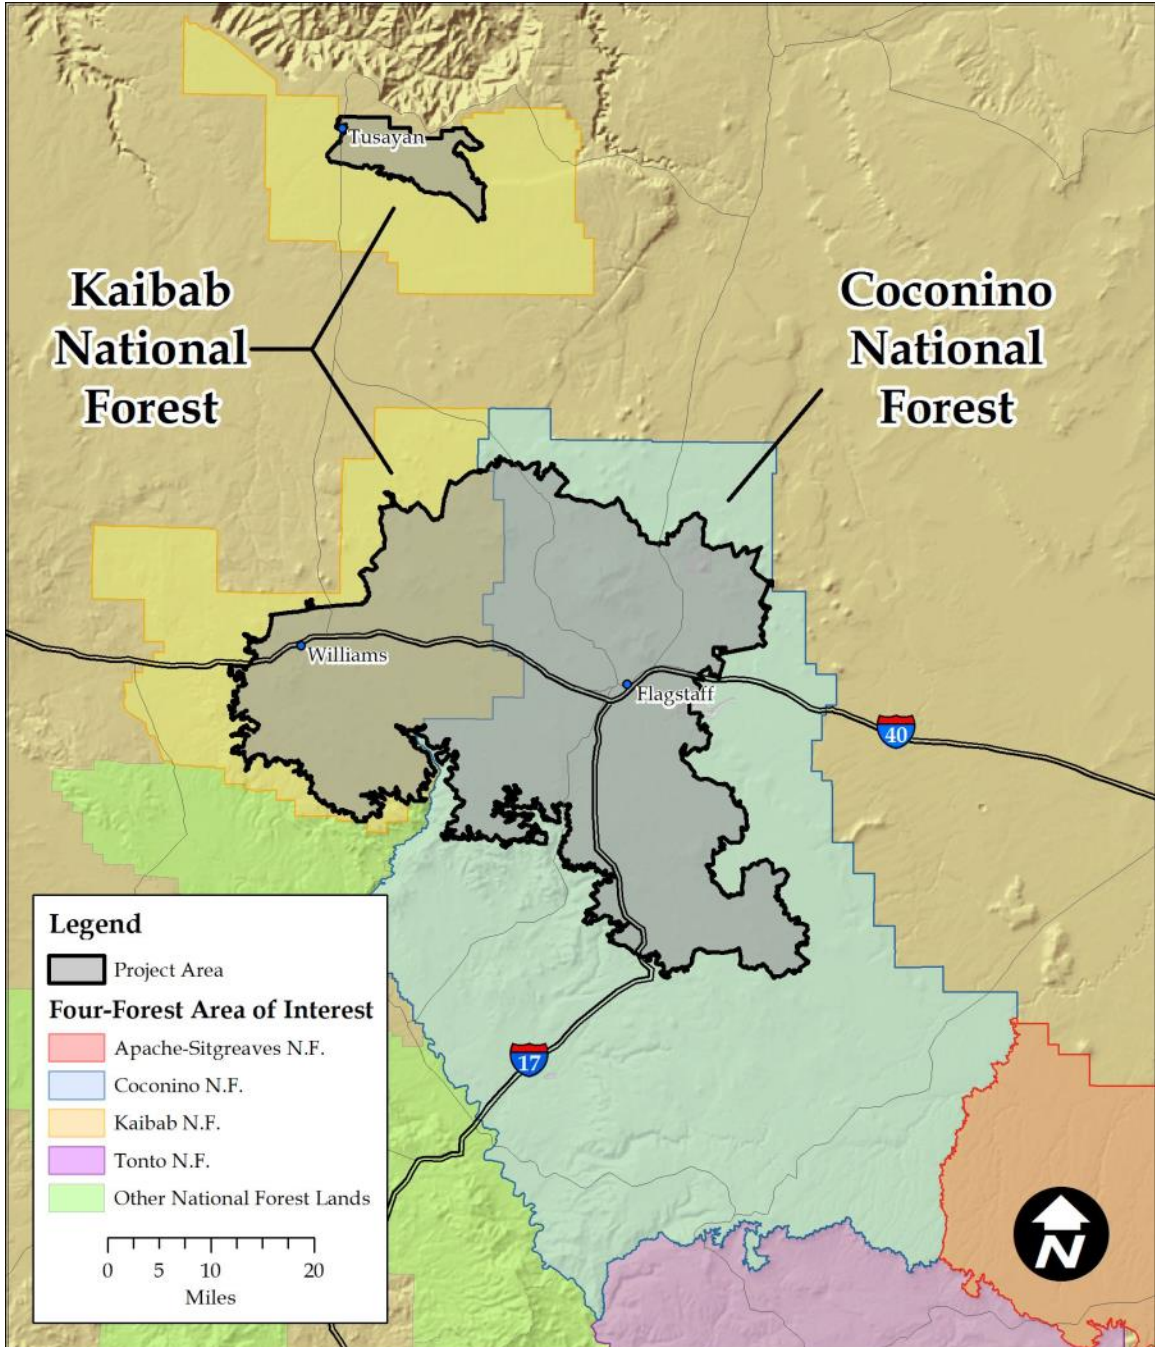 Tusayan
Kaibab
National
Forest
Coconino
National
Forest
Williams
Flagstaff
40
17
Legend
Project Area
Four-Forest Area of Interest
Apache-Sitgreaves N.F.
Coconino N.F.
Kaibab N.F.
Tonto N.F.
Other National Forest Lands
0 5 10 20
Miles
N